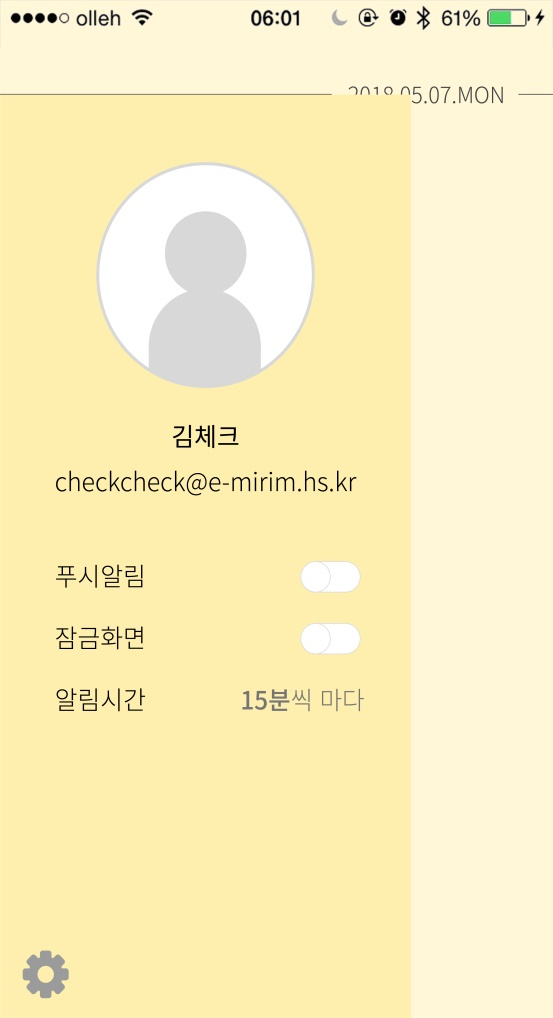 olleh 06:01 61%
2018.05.07.MON
김체크
checkcheck@e-mirim.hs.kr
푸시알림
잠금화면
알림시간 15분씩 마다